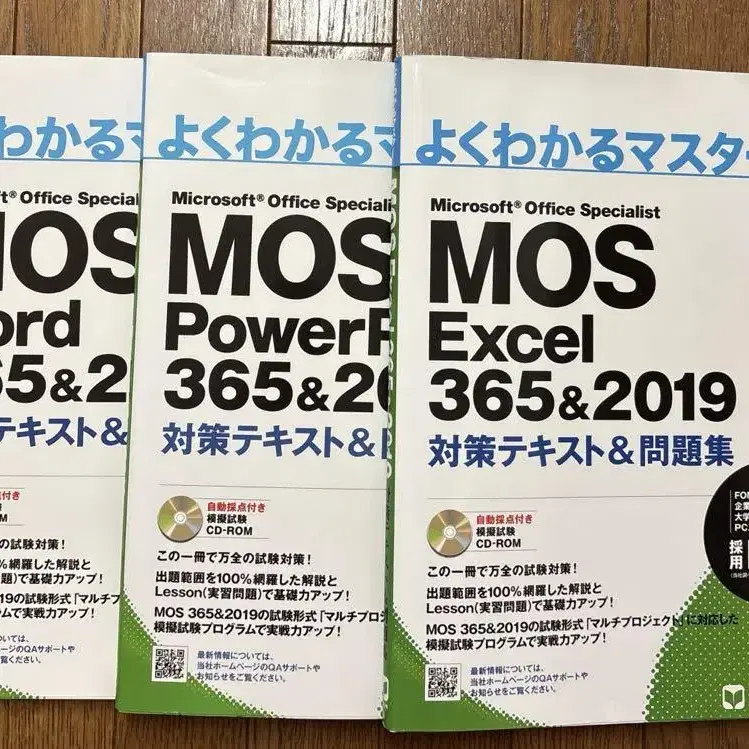 わかるマ
t® Office Special
MOS
ord
65&2
テキスト&
点付き
の試験対策！
%網羅した解説と
問題)で基礎力アップ！
019の試験形式「マルチプ
ラムで実戦力アップ！
ついては、
ページのQAサポートや
ご覧ください。
よくわかるマ
Microsoft® Office Speciali
MOS
PowerP
365&20
対策テキスト&
自動採点付き
模擬試験
CD-ROM
この一冊で万全の試験対策！
出題範囲を100%網羅した解説と
Lesson(実習問題)で基礎力アップ！
MOS 365&2019の試験形式「マルチプロジ
模擬試験プログラムで実戦力アップ！
最新情報については、
当社ホームページのQAサポートや
お知らせをご覧ください。
よくわかるマスター
Microsoft® Office Specialist
MOS
Excel
365&2019
対策テキスト&問題集
自動採点付き
模擬試験
CD-ROM
この一冊で万全の試験対策！
出題範囲を100%網羅した解説と
Lesson(実習問題)で基礎力アップ！
MOS 365&2019の試験形式「マルチプロジェクト」に対応した
模擬試験プログラムで実戦力アップ！
最新情報については、
当社ホームページのQAサポートや
お知らせをご覧ください。
FO
企業
大学
PC
採用